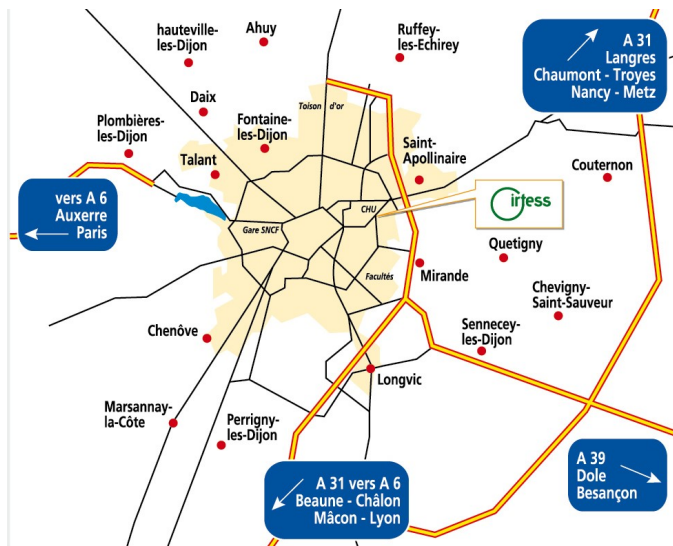 hauteville-
les-Dijon
Ahuy
Ruffey
-les-Echirey
A 31
Langres
Chaumont - Troyes
Nancy - Metz
Daix
Toison d'or
Plombières
-les-Dijon
Fontaine
-les-Dijon
Talant
Saint-
Apollinaire
Couternon
vers A 6
Auxerre
Paris
CHU
irtess
Gare SNCF
Quetigny
Facultés
Mirande
Chevigny
-Saint-Sauveur
Chenôve
Sennecey
-les-Dijon
Longvic
Marsannay
-la-Côte
Perrigny
-les-Dijon
A 31 vers A 6
Beaune - Châlon
Mâcon - Lyon
A 39
Dole
Besançon